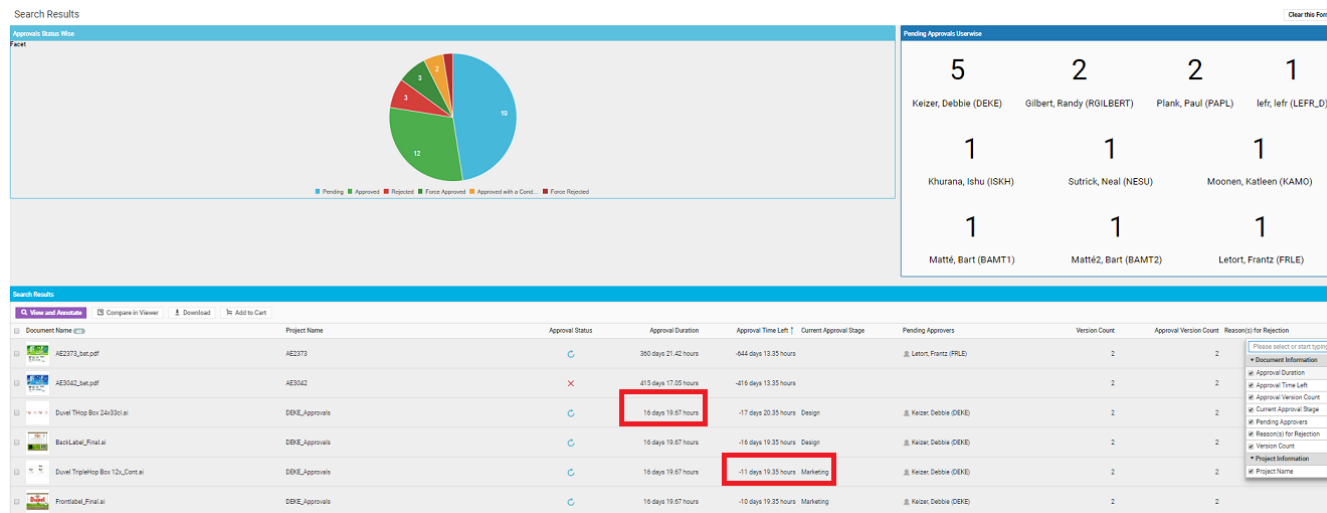 Search Results
Clear this Form
Approvals Status Wise
Facet
3
2
3
19
12
Pending Approved Rejected Force Approved Approved with a Cond... Force Rejected
Pending Approvals Userwise
5 2 2 1
Keizer, Debbie (DEKE) Gilbert, Randy (RGILBERT) Plank, Paul (PAPL) lefr, lefr (LEFR_D)
1 1 1
Khurana, Ishu (ISKH) Sutrick, Neal (NESU) Moonen, Katleen (KAMO)
1 1 1
Matté, Bart (BAMT1) Matté2, Bart (BAMT2) Letort, Frantz (FRLE)
Search Results
View and Annotate Compare in Viewer Download Add to Cart
Document Name Project Name Approval Status Approval Duration Approval Time Left Current Approval Stage Pending Approvers Version Count Approval Version Count Reason(s) for Rejection
AE2373_bat.pdf AE2373 360 days 21.42 hours -644 days 13.35 hours Letort, Frantz (FRLE) 2 2
AE3042_bat.pdf AE3042 415 days 17.05 hours -416 days 13.35 hours 2 2
Duvel THop Box 24x33cl.ai DEKE_Approvals 16 days 19.67 hours -17 days 20.35 hours Design Keizer, Debbie (DEKE) 2 2
BackLabel_Final.ai DEKE_Approvals 16 days 19.67 hours -16 days 19.35 hours Design Keizer, Debbie (DEKE) 2 2
Duvel TripleHop Box 12x_Cont.ai DEKE_Approvals 16 days 19.67 hours -11 days 19.35 hours Marketing Keizer, Debbie (DEKE) 2 2
Frontlabel_Final.ai DEKE_Approvals 16 days 19.67 hours -10 days 19.35 hours Marketing Keizer, Debbie (DEKE) 2 2
Please select or start typing
Document Information
Approval Duration
Approval Time Left
Approval Version Count
Current Approval Stage
Pending Approvers
Reason(s) for Rejection
Version Count
Project Information
Project Name